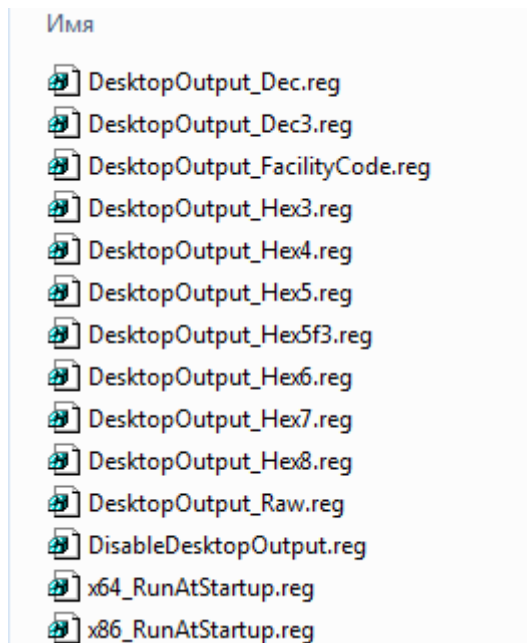 Имя
DesktopOutput_Dec.reg
DesktopOutput_Dec3.reg
DesktopOutput_FacilityCode.reg
DesktopOutput_Hex3.reg
DesktopOutput_Hex4.reg
DesktopOutput_Hex5.reg
DesktopOutput_Hex5f3.reg
DesktopOutput_Hex6.reg
DesktopOutput_Hex7.reg
DesktopOutput_Hex8.reg
DesktopOutput_Raw.reg
DisableDesktopOutput.reg
x64_RunAtStartup.reg
x86_RunAtStartup.reg